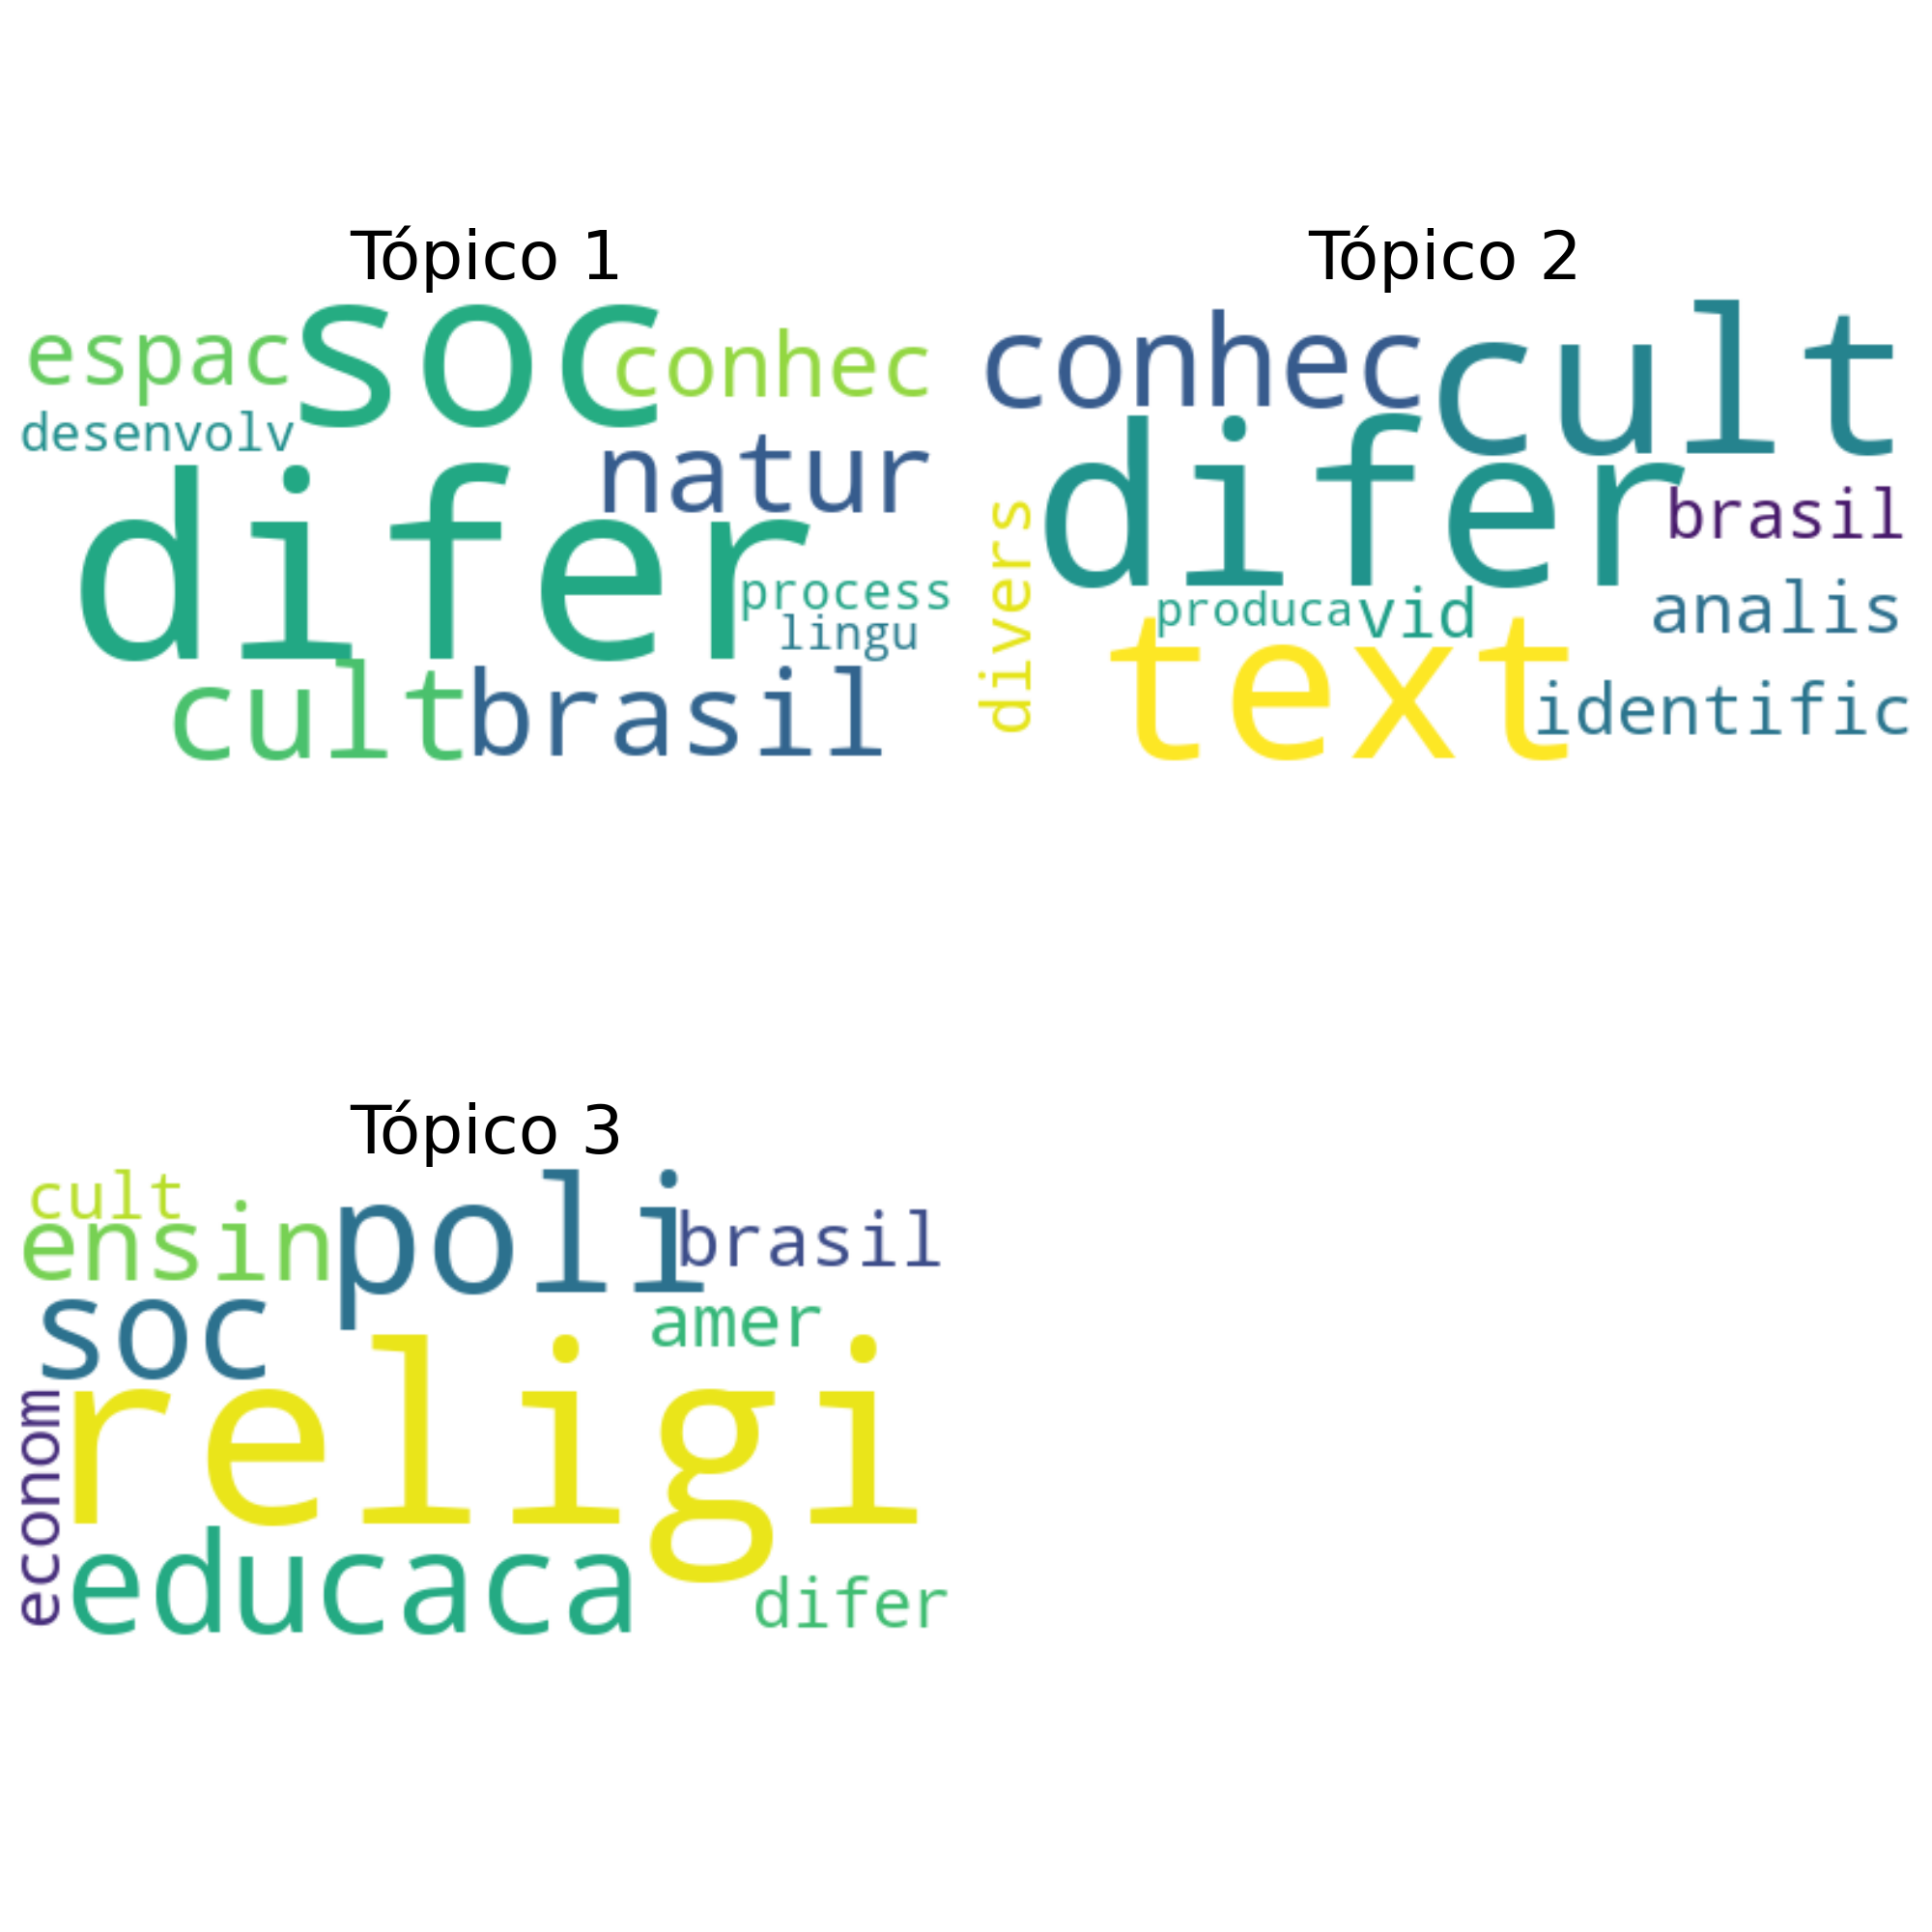 Tópico 1
espac soc conhec
desenvolv
natur
difer
process
lingu
cult brasil
Tópico 2
conhec cult
difer
brasil
divers
produca vid analis
text
identific
Tópico 3
cult
ensin poli brasil
soc amer
religi
econom
educaca
difer